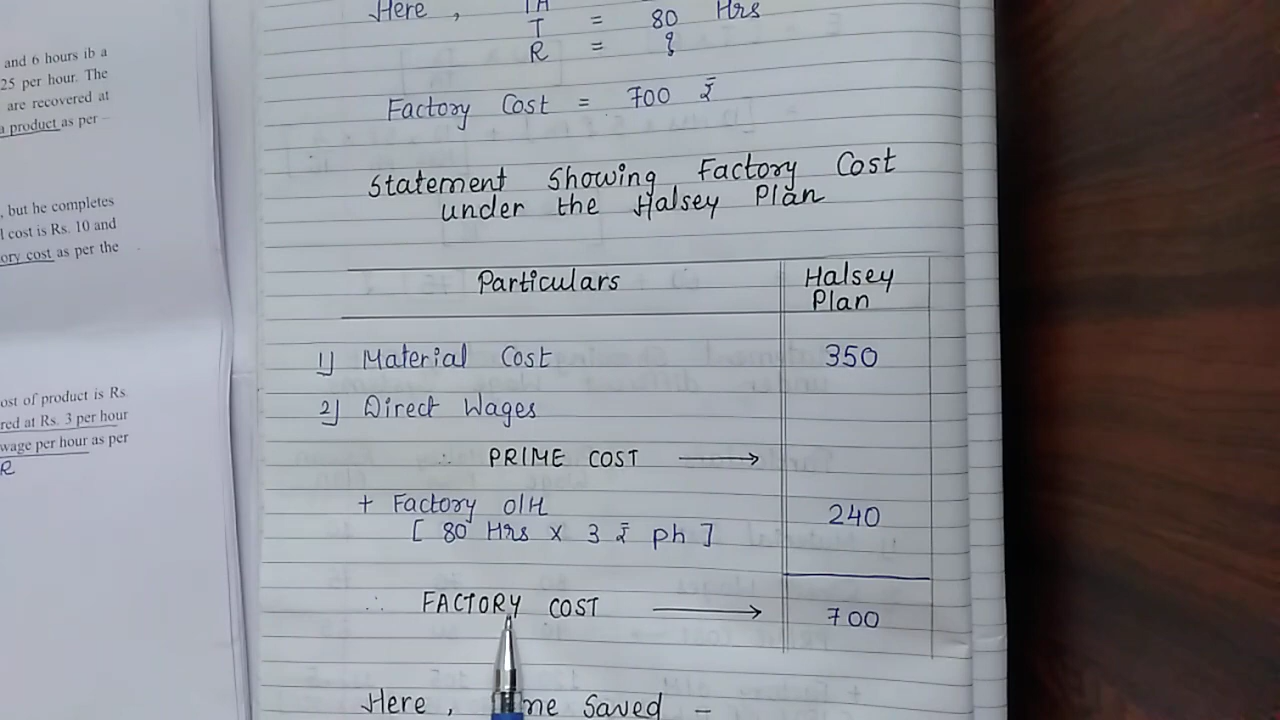 and 6 hours ib a
25 per hour. The
are recovered at
a product as per
, but he completes
l cost is Rs. 10 and
ory cost as per the
ost of product is Rs.
red at Rs. 3 per hour
wage per hour as per
R
Here ,
T = 80 Hrs
R = ?
Factory Cost = 700 ₹
Statement Showing Factory Cost
under the Halsey Plan
Particulars Halsey
Plan
1) Material Cost 350
2) Direct Wages
∴ PRIME COST →
+ Factory O/H 240
[ 80 Hrs x 3 ₹ ph ]
∴ FACTORY COST → 700
Here , saved -